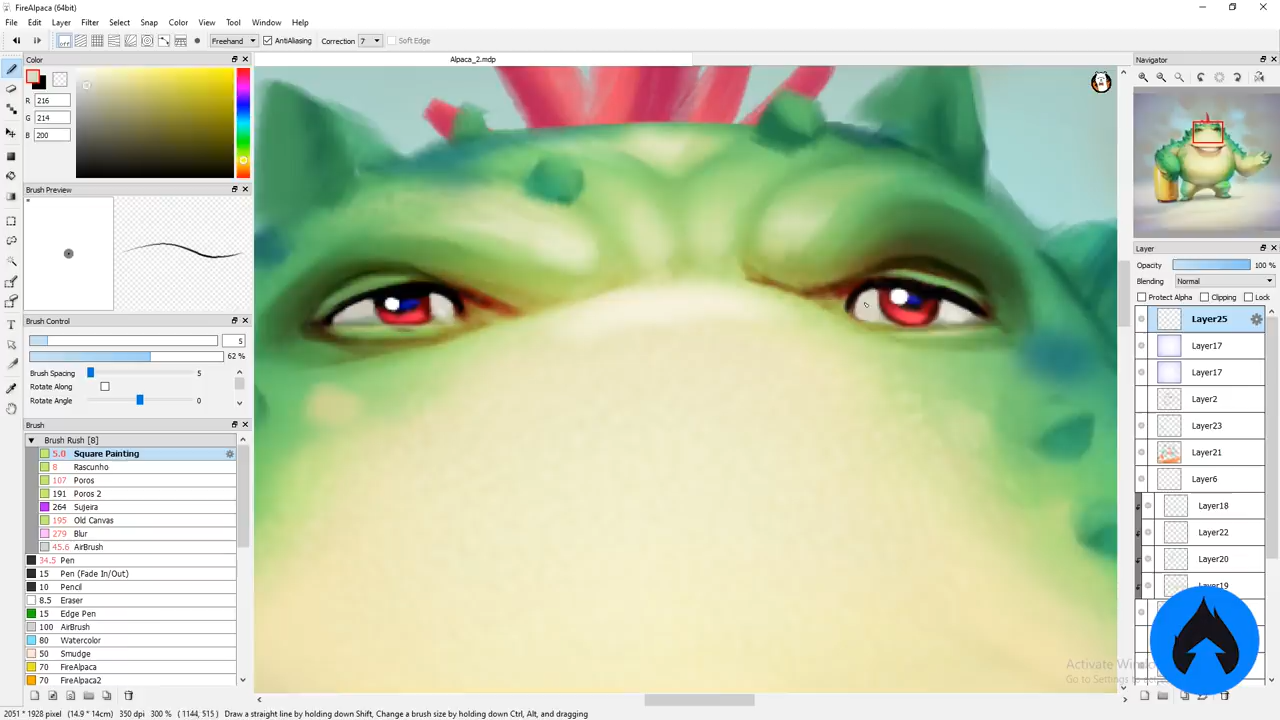 FireAlpaca (64bit)
File Edit Layer Filter Select Snap Color View Tool Window Help
off Freehand AntiAliasing Correction 7 Soft Edge
Color
Alpaca_2.mdp
Navigator
R 216
G 214
B 200
Brush Preview
Layer
Opacity 100 %
Blending Normal
Protect Alpha Clipping Lock
Layer25
Brush Control
5
Layer17
62 %
Brush Spacing 5
Layer17
Rotate Along
Rotate Angle 0
Layer2
Brush
Layer23
Brush Rush [8]
5.0 Square Painting
Layer21
8 Rascunho
107 Poros
Layer6
191 Poros 2
264 Sujeira
Layer18
195 Old Canvas
279 Blur
Layer22
45.6 AirBrush
34.5 Pen
Layer20
15 Pen (Fade In/Out)
10 Pencil
Layer19
8.5 Eraser
15 Edge Pen
100 AirBrush
80 Watercolor
50 Smudge
70 FireAlpaca
70 FireAlpaca2
Activate
Go to Settings
2051 * 1928 pixel (14.9 * 14cm) 350 dpi 300 % ( 1144, 515 ) Draw a straight line by holding down Shift, Change a brush size by holding down Ctrl, Alt, and dragging